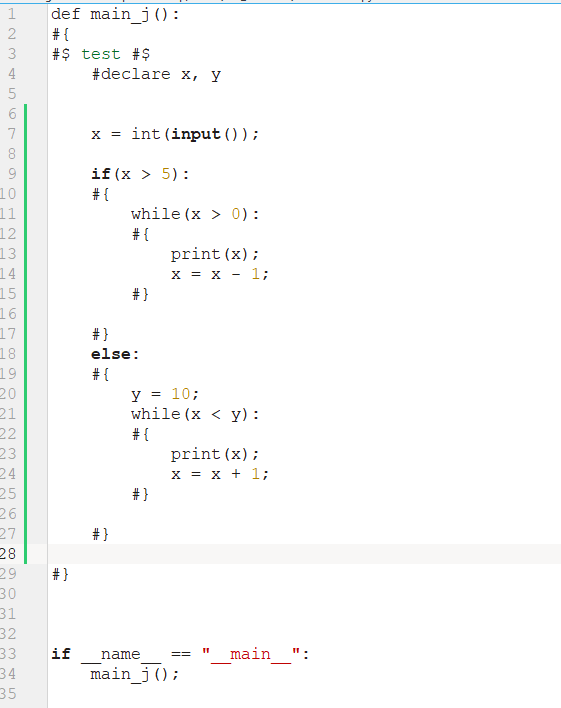 1 def main_j():
2 #{
3 #$ test #$
4     #declare x, y
5
6
7     x = int(input());
8
9     if(x > 5):
10     #{
11         while(x > 0):
12         #{
13             print(x);
14             x = x - 1;
15         #}
16
17     #}
18     else:
19     #{
20         y = 10;
21         while(x < y):
22         #{
23             print(x);
24             x = x + 1;
25         #}
26
27     #}
28
29 #}
30
31
32
33 if __name__ == "__main__":
34     main_j();
35